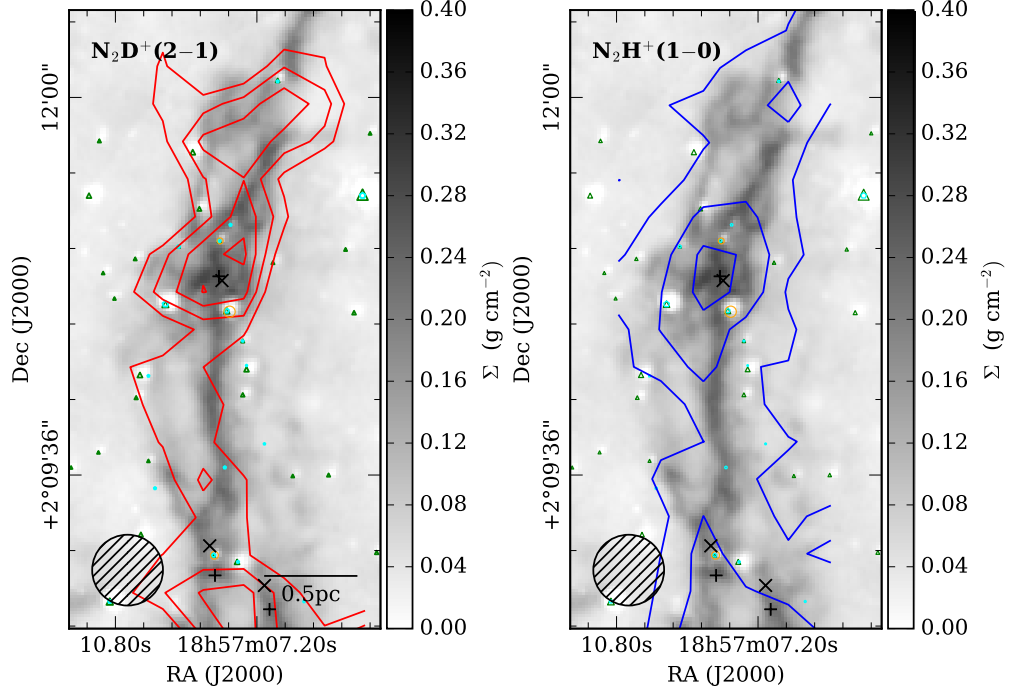 N₂D⁺(2−1)
12'00"
+2°09'36"
Dec (J2000)
10.80s
18h57m07.20s
RA (J2000)
0.5pc
0.40
0.36
0.32
0.28
0.24
0.20
0.16
0.12
0.08
0.04
0.00
Σ (g cm⁻²)
N₂H⁺(1−0)
12'00"
+2°09'36"
Dec (J2000)
10.80s
18h57m07.20s
RA (J2000)
0.40
0.36
0.32
0.28
0.24
0.20
0.16
0.12
0.08
0.04
0.00
Σ (g cm⁻²)